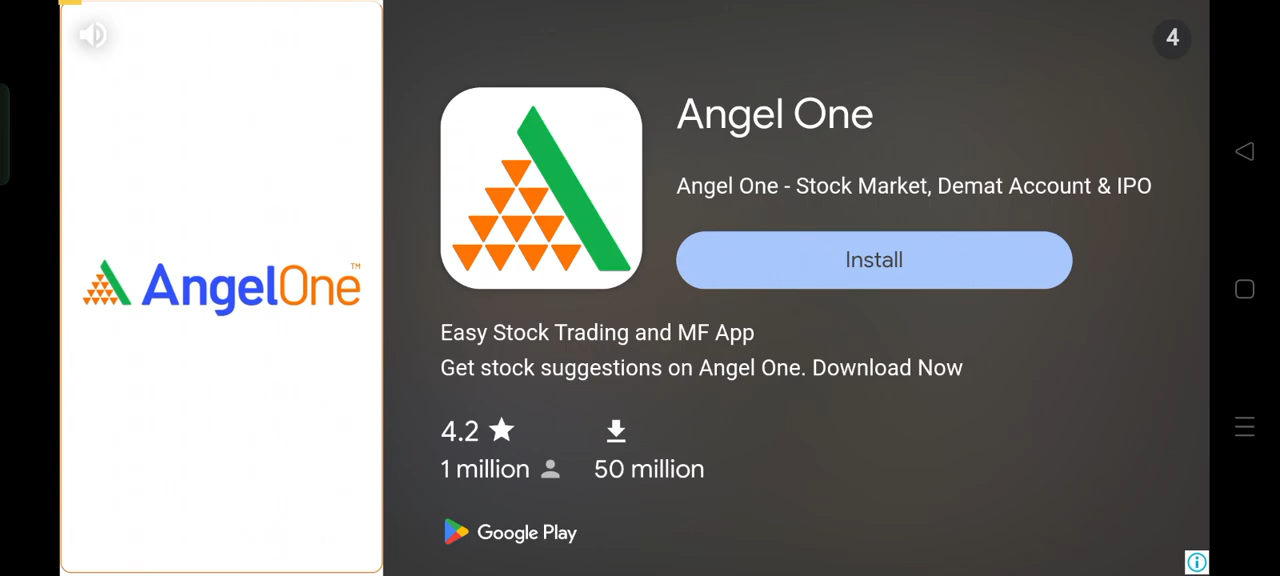 AngelOne™
4
Angel One
Angel One - Stock Market, Demat Account & IPO
Install
Easy Stock Trading and MF App
Get stock suggestions on Angel One. Download Now
4.2 ★
1 million
50 million
Google Play